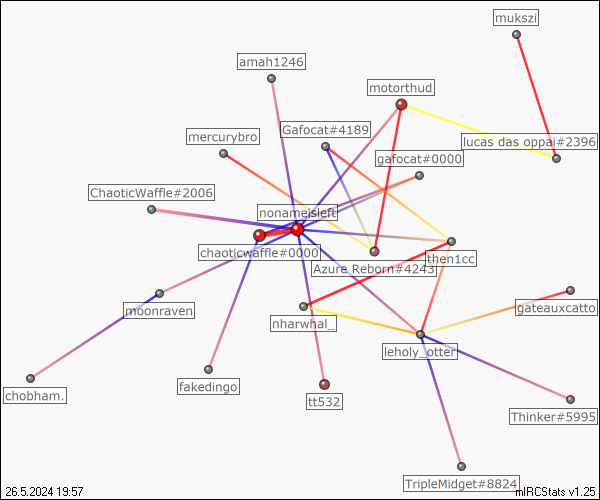 mukszi
amah1246
motorthud
Gafocat#4189
mercurybro
lucas das oppai#2396
gafocat#0000
ChaoticWaffle#2006
nonameisleft
chaoticwaffle#0000
then1cc
Azure Reborn#4243
moonraven
gateauxcatto
nharwhal_
leholy_otter
fakedingo
chobham.
tt532
Thinker#5995
TripleMidget#8824
26.5.2024 19:57
mIRCStats v1.25